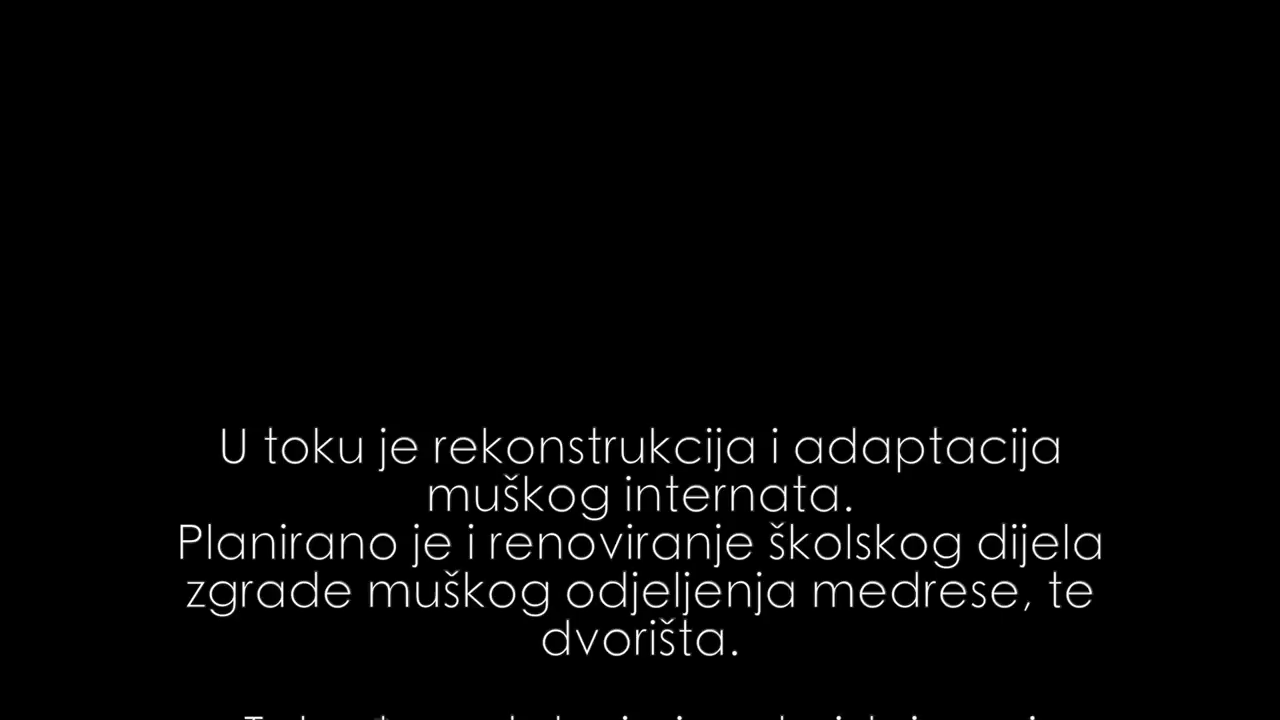 U toku je rekonstrukcija i adaptacija
muškog internata.
Planirano je i renoviranje školskog dijela
zgrade muškog odjeljenja medrese, te
dvorišta.